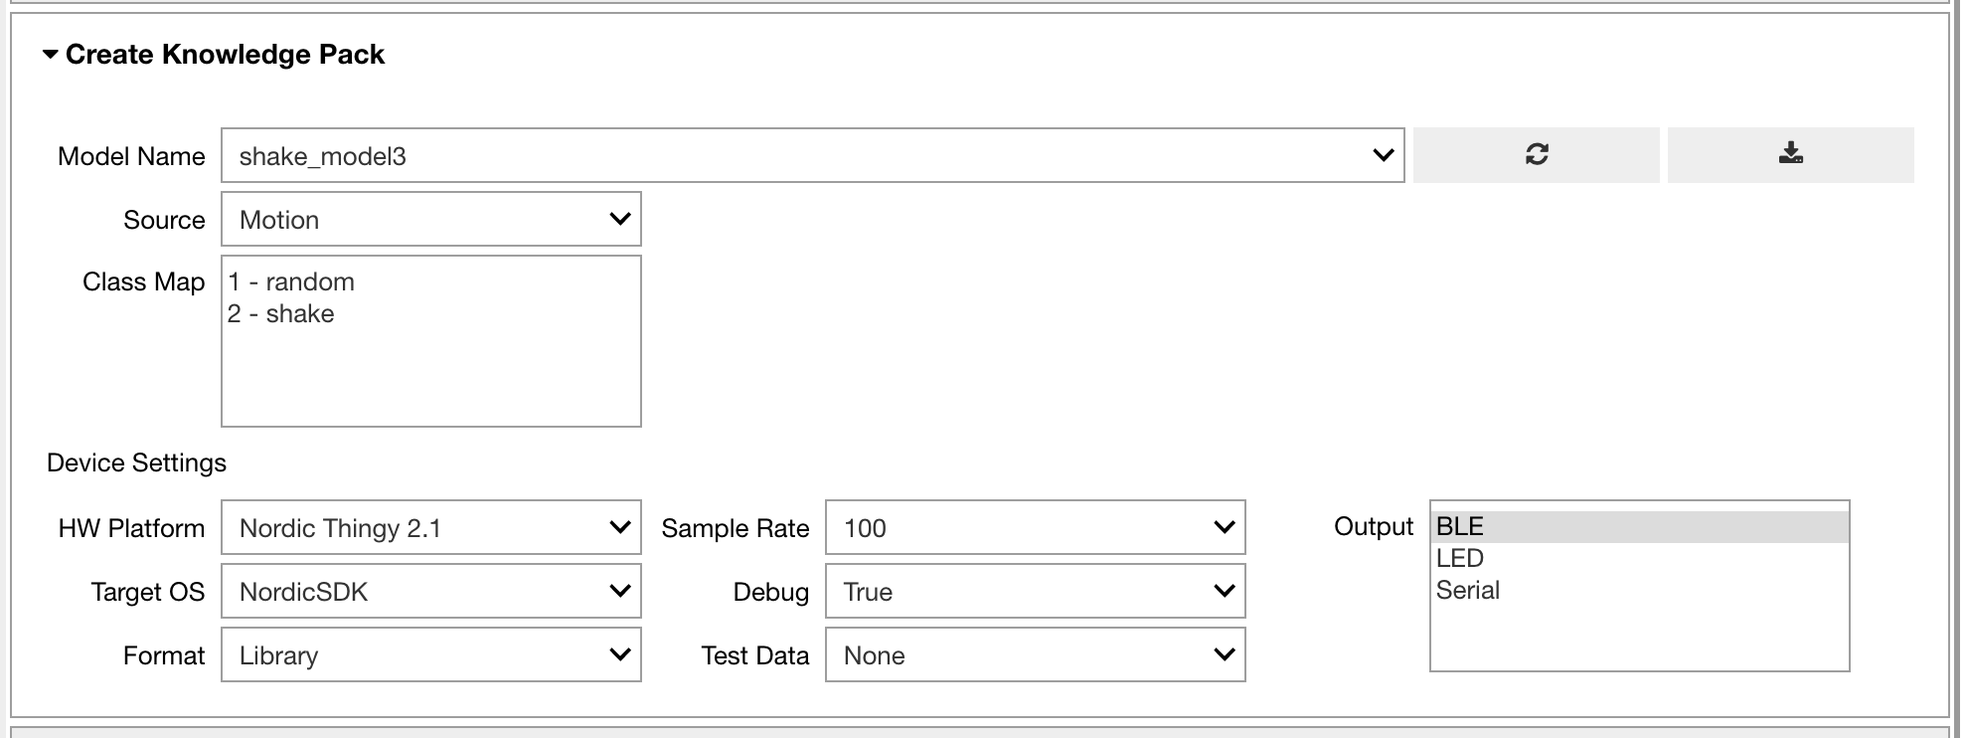 Create Knowledge Pack
Model Name shake_model3
Source Motion
Class Map 1 - random
2 - shake
Device Settings
HW Platform Nordic Thingy 2.1 Sample Rate 100 Output BLE
LED
Target OS NordicSDK Debug True Serial
Format Library Test Data None